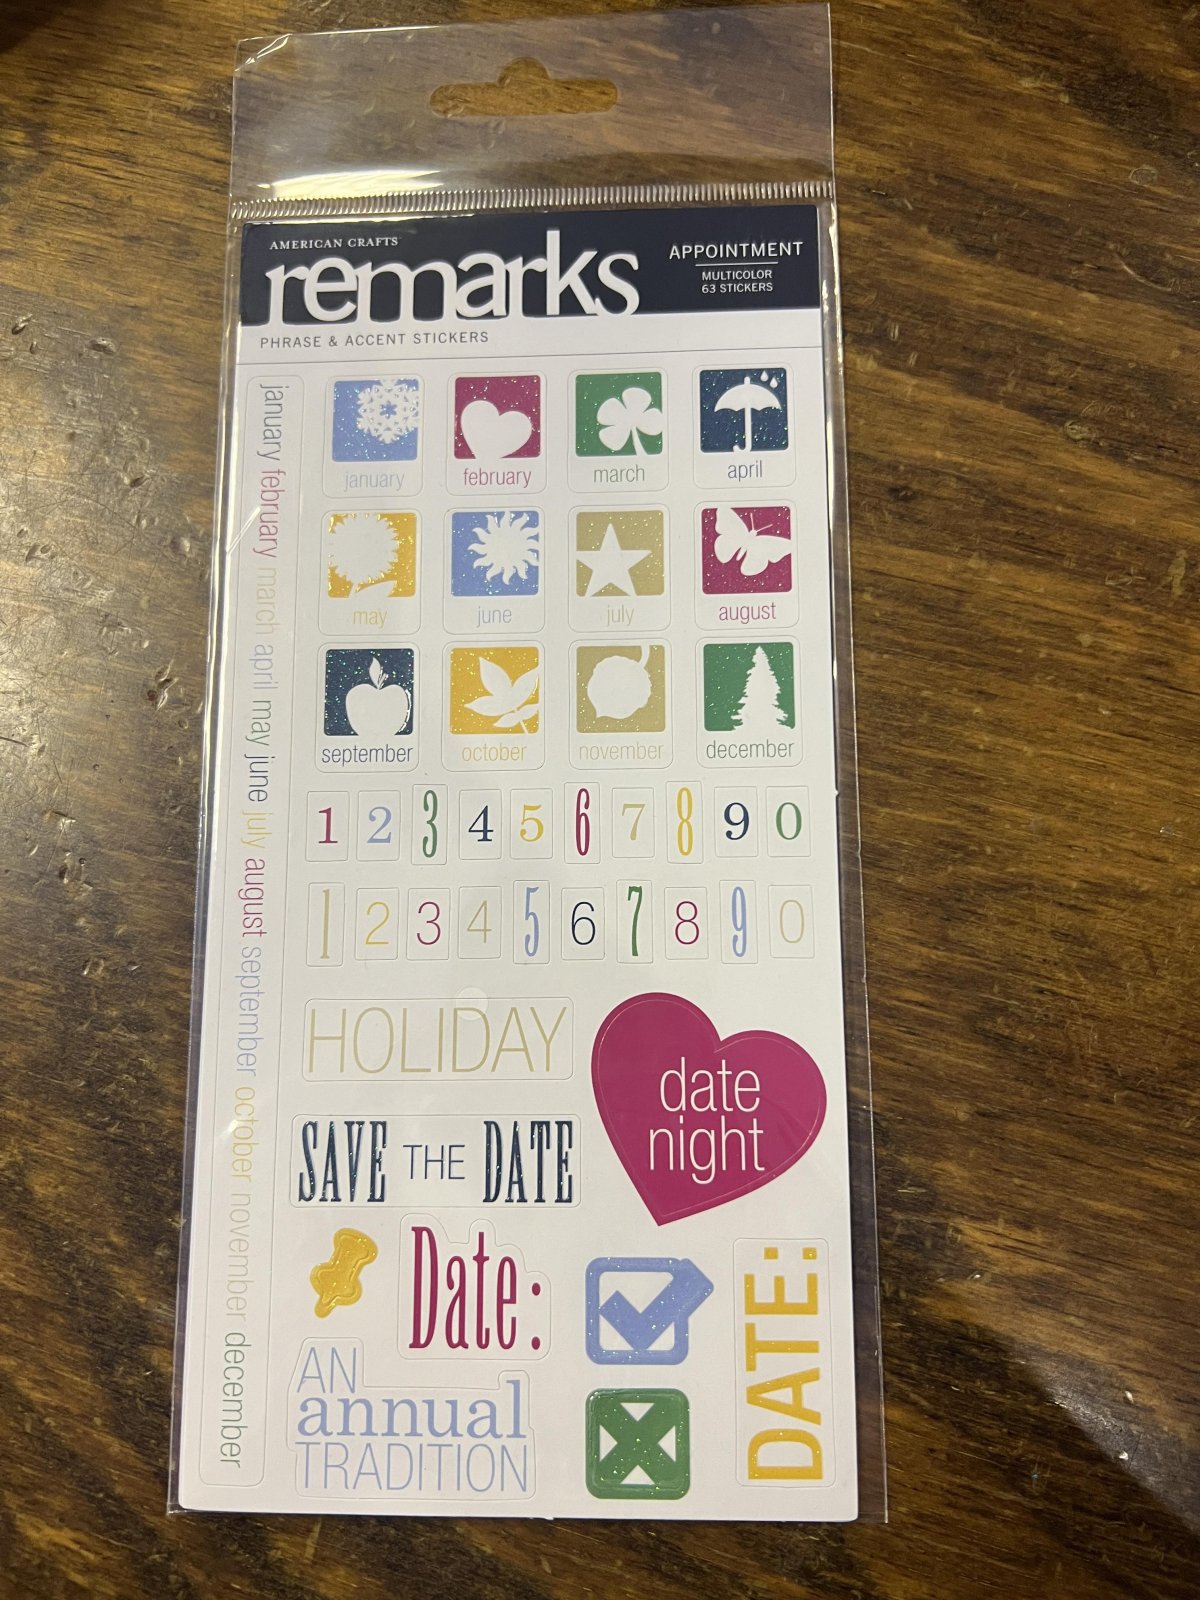 AMERICAN CRAFTS
remarks
APPOINTMENT
MULTICOLOR
63 STICKERS
PHRASE & ACCENT STICKERS
january february march april may june july august september october november december
january february march april
may june july august
september october november december
1 2 3 4 5 6 7 8 9 0
1 2 3 4 5 6 7 8 9 0
HOLIDAY
date
night
SAVE THE DATE
Date:
DATE:
AN
annual
TRADITION